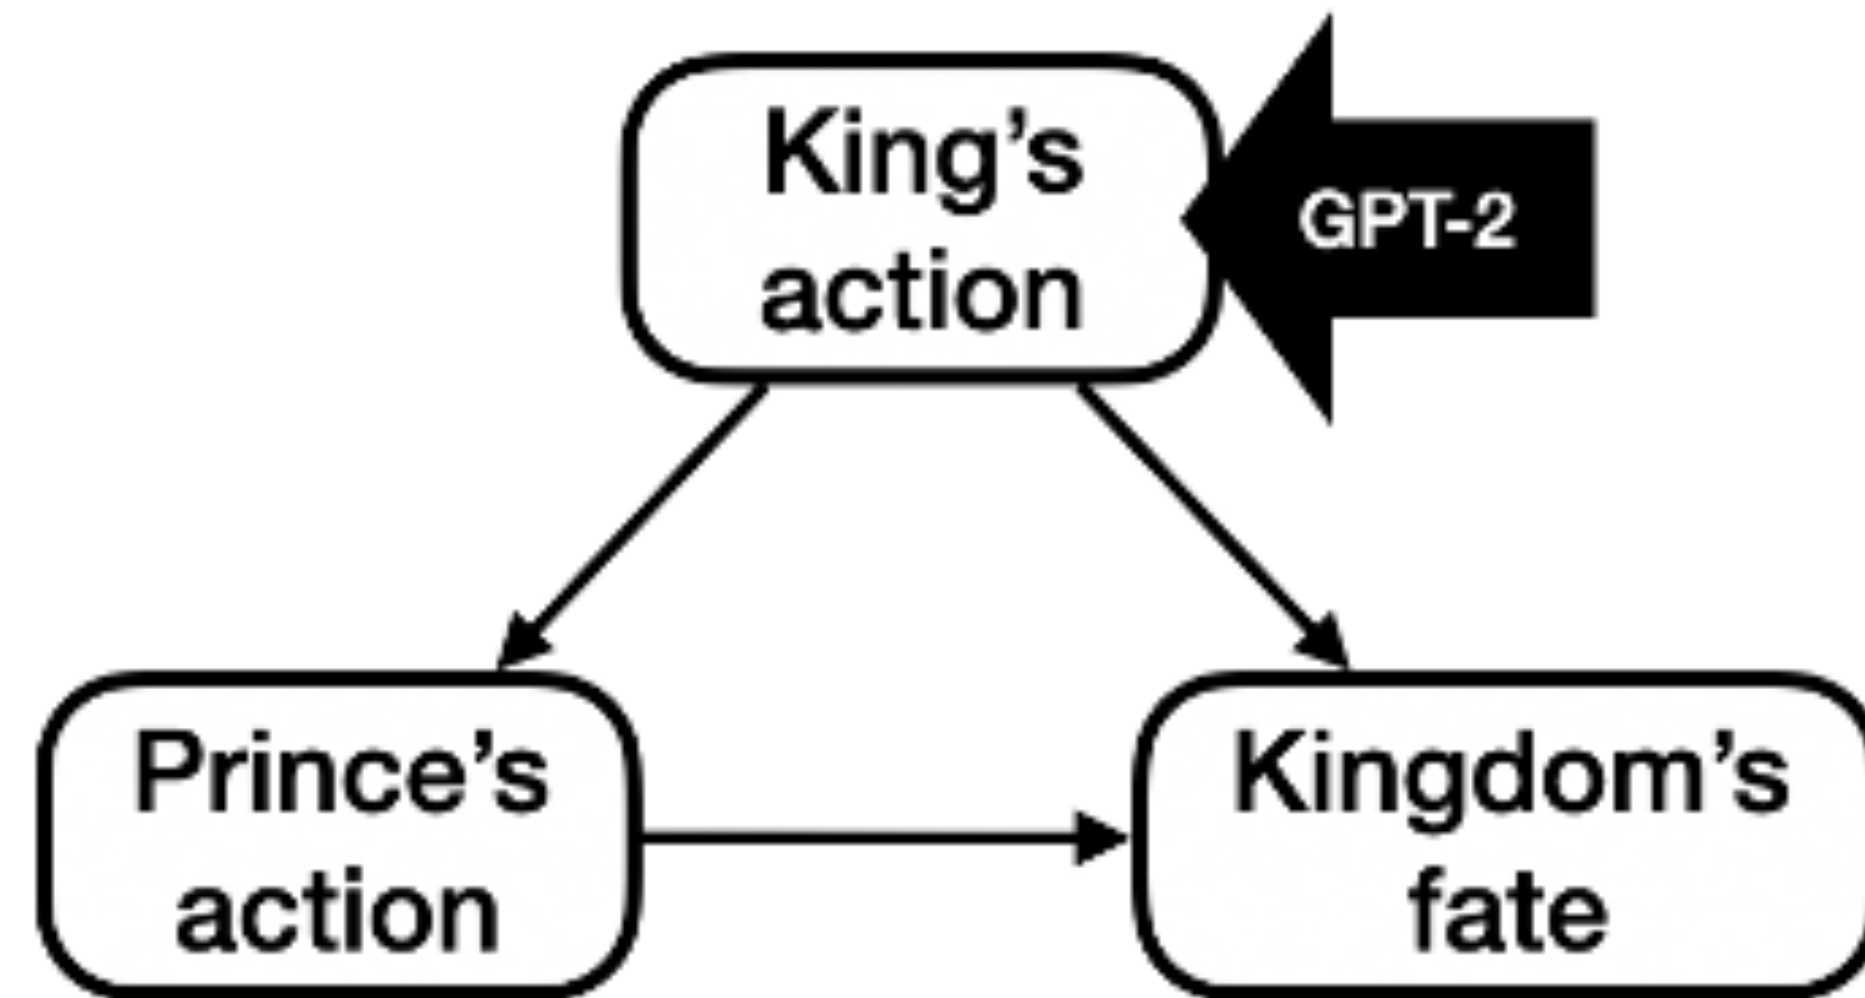 King’s
action
GPT-2
Prince’s
action
Kingdom’s
fate